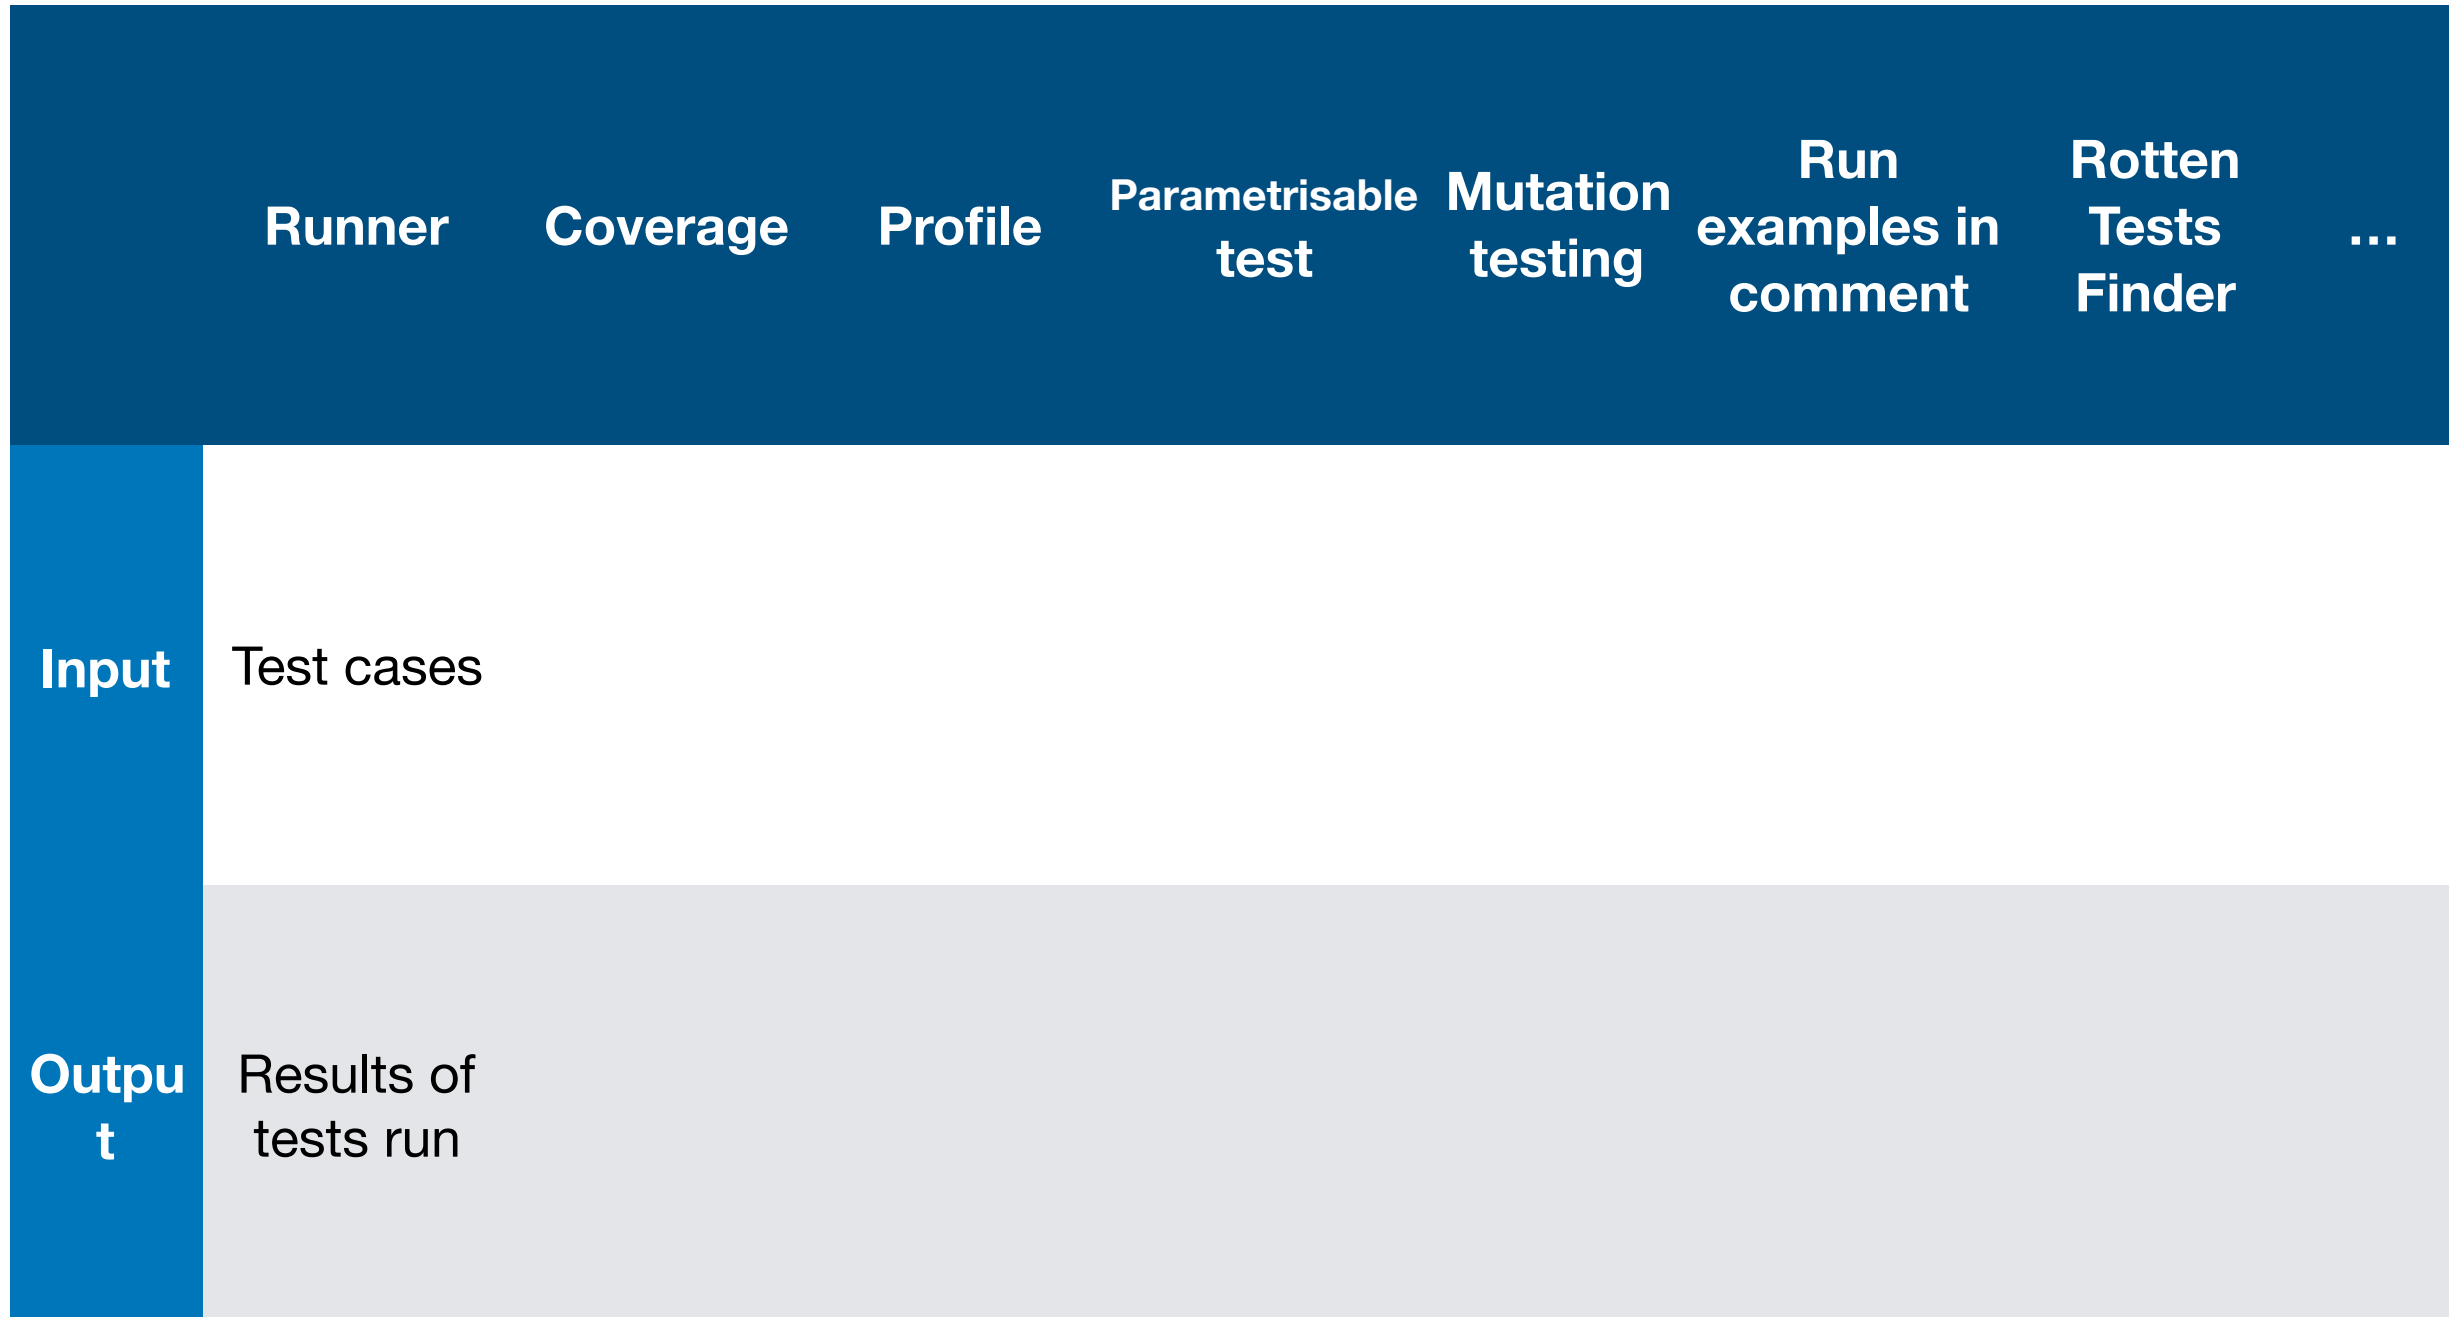 Runner
Coverage
Profile
Parametrisable
test
Mutation
testing
Run
examples in
comment
Rotten
Tests
Finder
...
Input
Test cases
Outpu
t
Results of
tests run